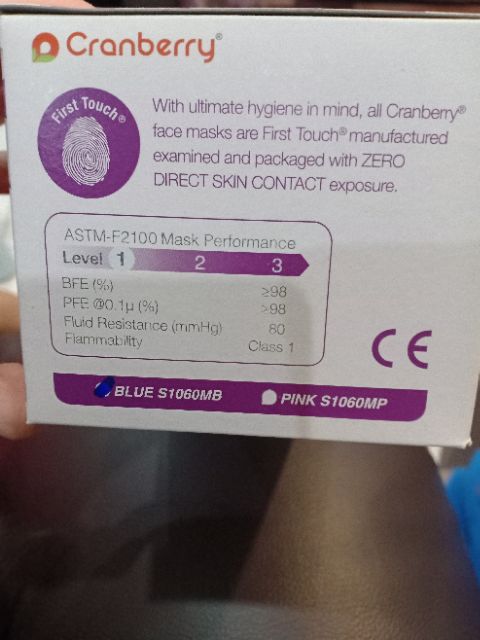 Cranberry®
First Touch®
With ultimate hygiene in mind, all Cranberry®
face masks are First Touch® manufactured
examined and packaged with ZERO
DIRECT SKIN CONTACT exposure.
ASTM-F2100 Mask Performance
Level 1 2 3
BFE (%) ≥98
PFE @0.1µ (%) ≥98
Fluid Resistance (mmHg) 80
Flammability Class 1
CE
BLUE S1060MB PINK S1060MP